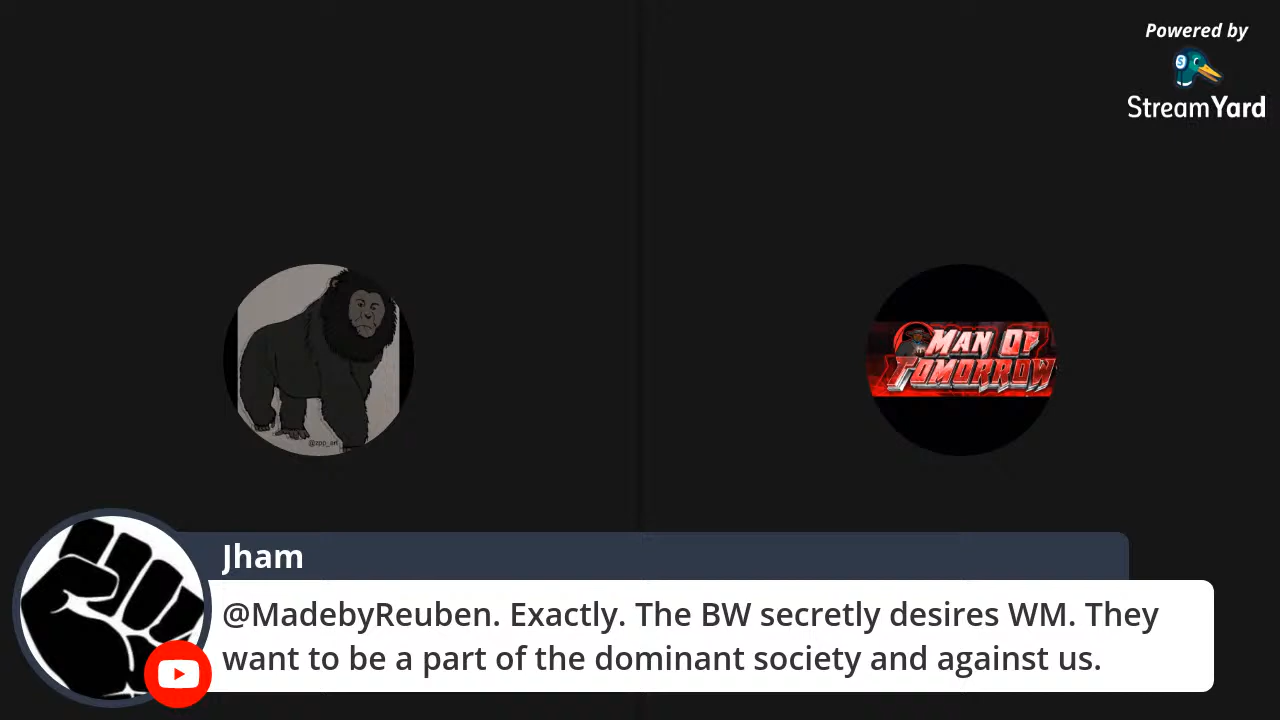 Powered by
StreamYard
MAN OF
TOMORROW
@zpp_art
Jham
@MadebyReuben. Exactly. The BW secretly desires WM. They
want to be a part of the dominant society and against us.